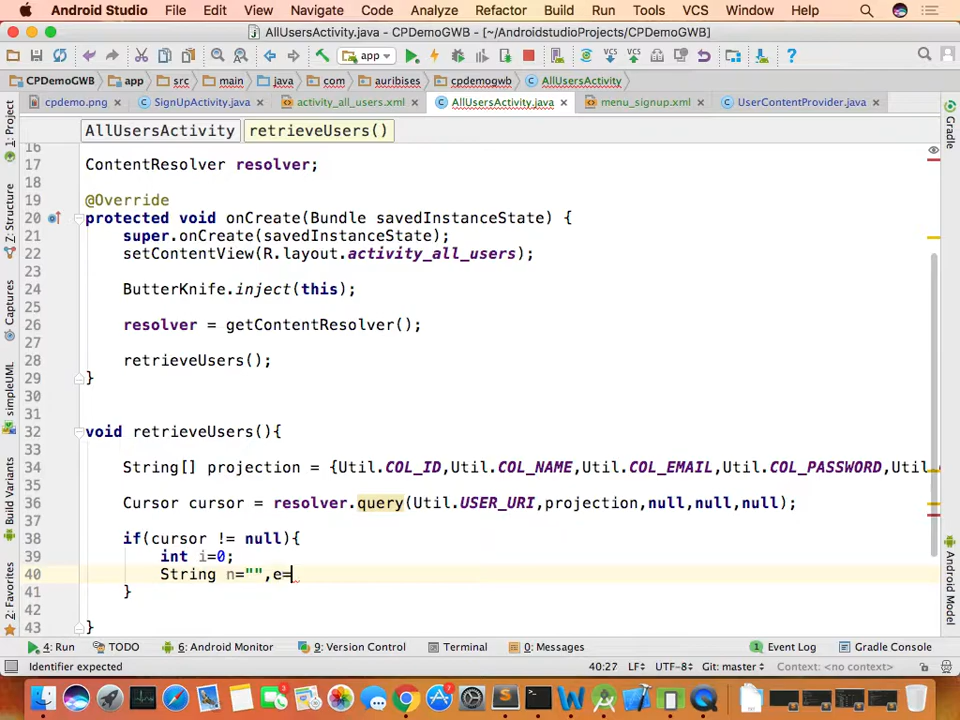 Android Studio File Edit View Navigate Code Analyze Refactor Build Run Tools VCS Window Help
AllUsersActivity.java - CPDemoGWB - [~/AndroidstudioProjects/CPDemoGWB]
app VCS VCS ?
CPDemoGWB app src main java com auribises cpdemogwb AllUsersActivity
cpdemo.png SignUpActivity.java activity_all_users.xml AllUsersActivity.java menu_signup.xml UserContentProvider.java
AllUsersActivity retrieveUsers()
1: Project
7: Structure
Captures
simpleUML
Build Variants
2: Favorites
Gradle
Android Model
16
17 ContentResolver resolver;
18
19 @Override
20 protected void onCreate(Bundle savedInstanceState) {
21 super.onCreate(savedInstanceState);
22 setContentView(R.layout.activity_all_users);
23
24 ButterKnife.inject(this);
25
26 resolver = getContentResolver();
27
28 retrieveUsers();
29 }
30
31
32 void retrieveUsers(){
33
34 String[] projection = {Util.COL_ID,Util.COL_NAME,Util.COL_EMAIL,Util.COL_PASSWORD,Util
35
36 Cursor cursor = resolver.query(Util.USER_URI,projection,null,null,null);
37
38 if(cursor != null){
39 int i=0;
40 String n="",e=
41 }
42
43 }
4: Run TODO 6: Android Monitor 9: Version Control Terminal 0: Messages Event Log Gradle Console
Identifier expected 40:27 LF÷ UTF-8÷ Git: master÷ Context: <no context>